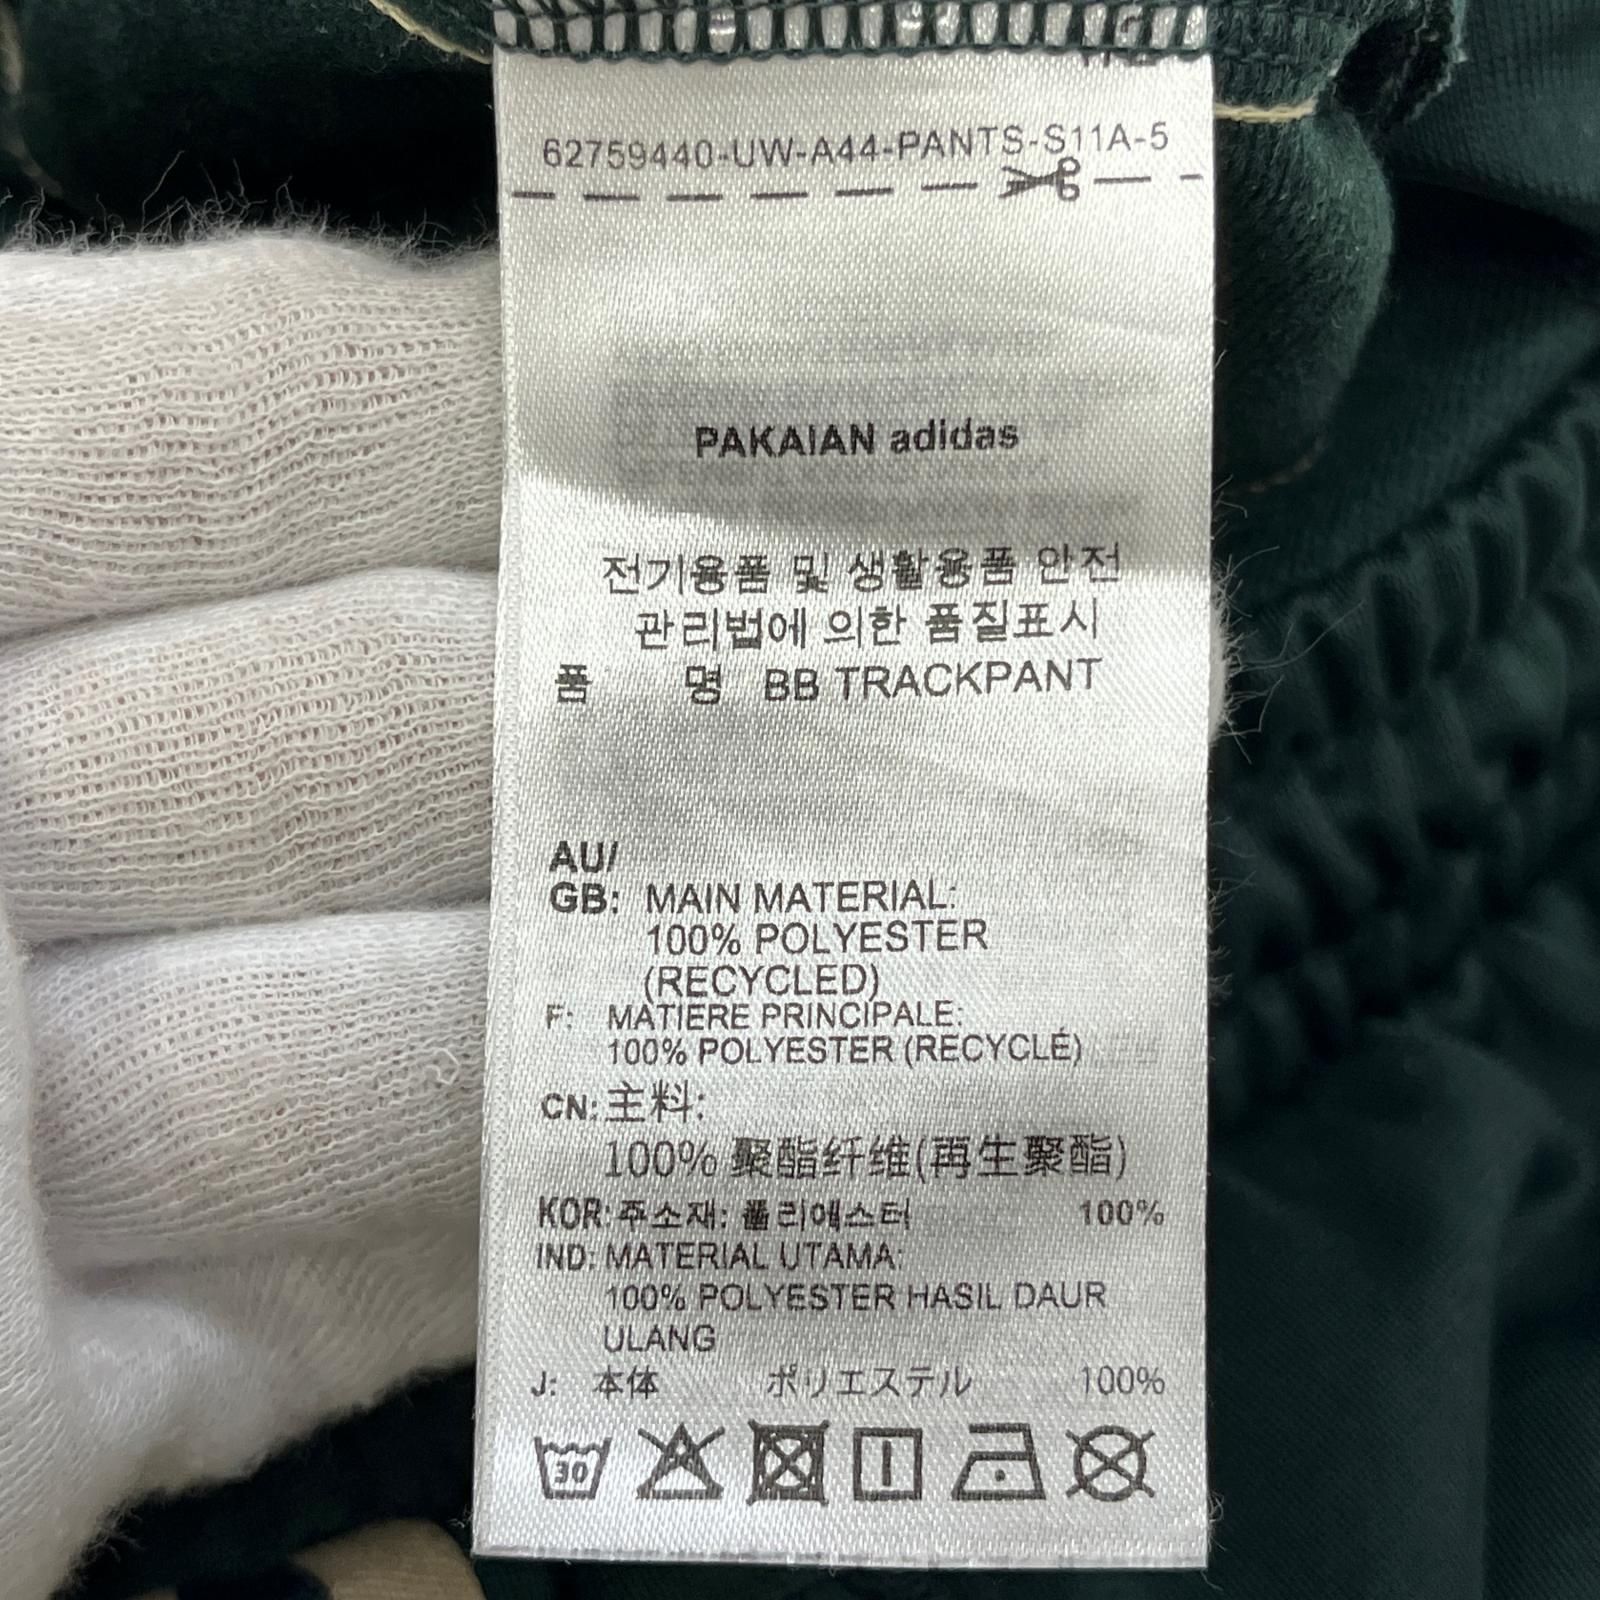 62759440-UW-A44-PANTS-S11A-5
PAKAIAN adidas
전기용품 및 생활용품 안전
관리법에 의한 품질표시
품 명 BB TRACKPANT
AU/
GB: MAIN MATERIAL:
100% POLYESTER
(RECYCLED)
F: MATIERE PRINCIPALE:
100% POLYESTER (RECYCLÉ)
CN: 主料:
100% 聚酯纤维(再生聚酯)
KOR: 주소재: 폴리에스터 100%
IND: MATERIAL UTAMA:
100% POLYESTER HASIL DAUR
ULANG
J: 本体 ポリエステル 100%
30